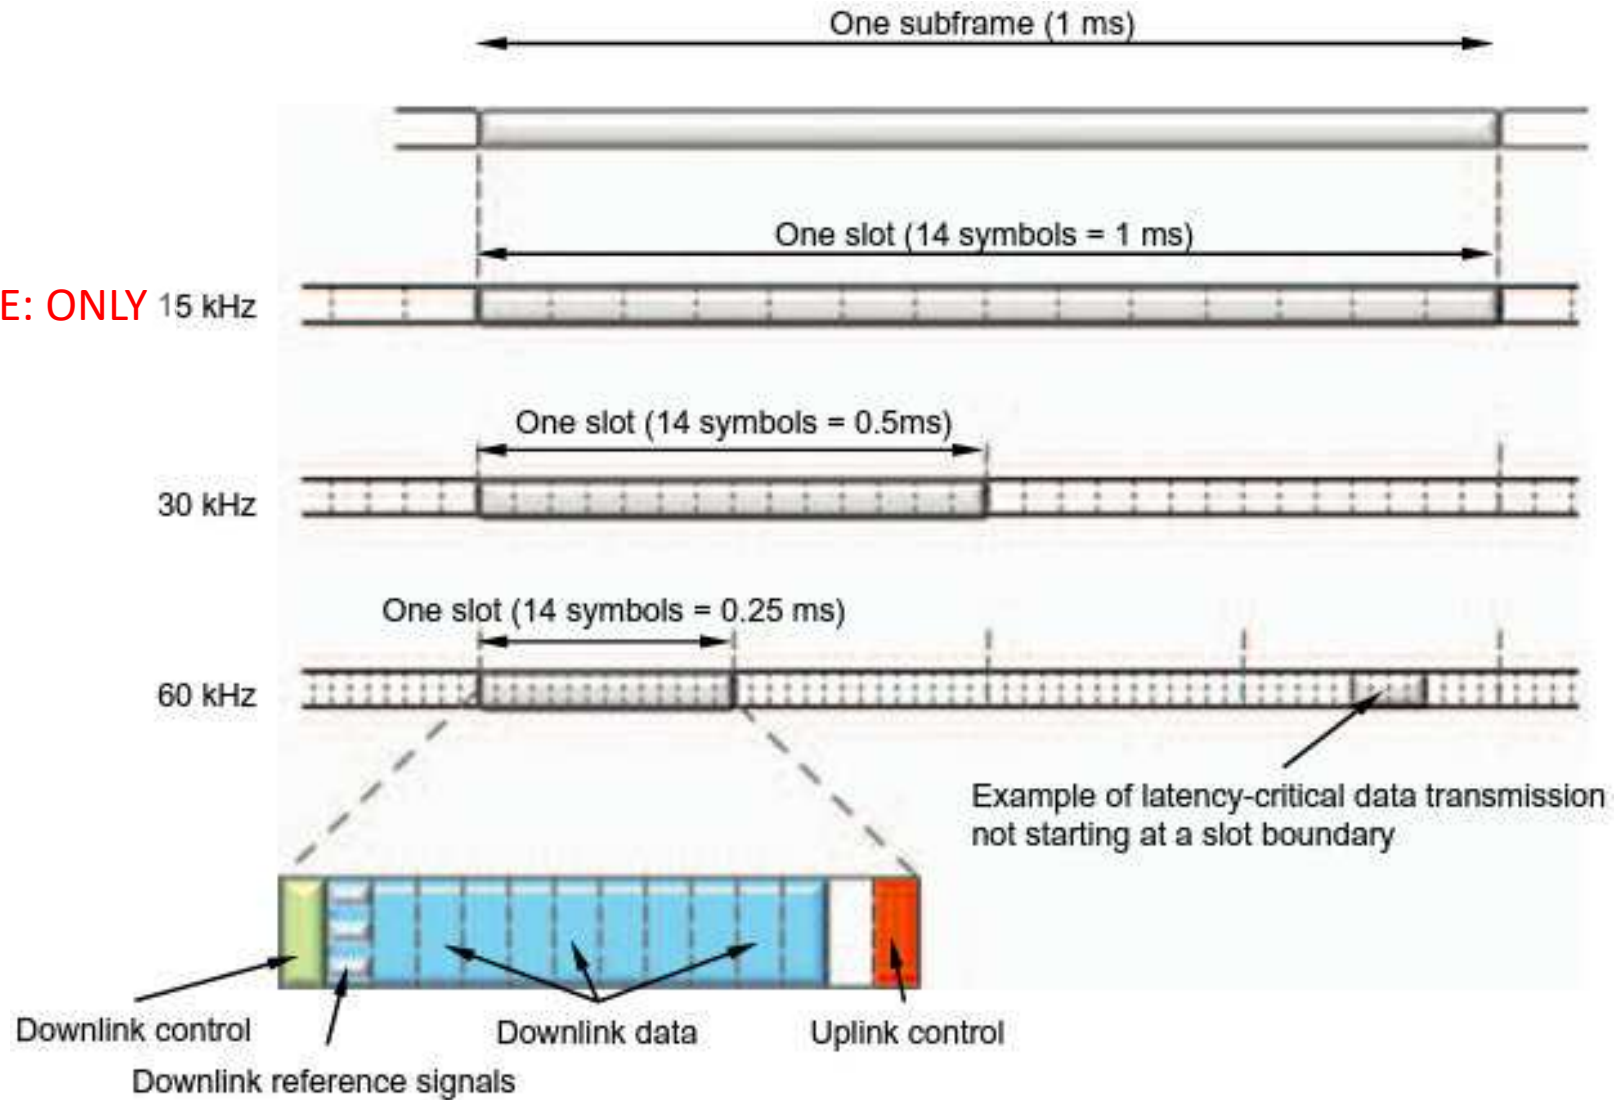 One subframe (1 ms)
One slot (14 symbols = 1 ms)
E: ONLY 15 kHz
One slot (14 symbols = 0.5ms)
30 kHz
One slot (14 symbols = 0.25 ms)
60 kHz
Example of latency-critical data transmission
not starting at a slot boundary
Downlink control
Downlink data
Uplink control
Downlink reference signals